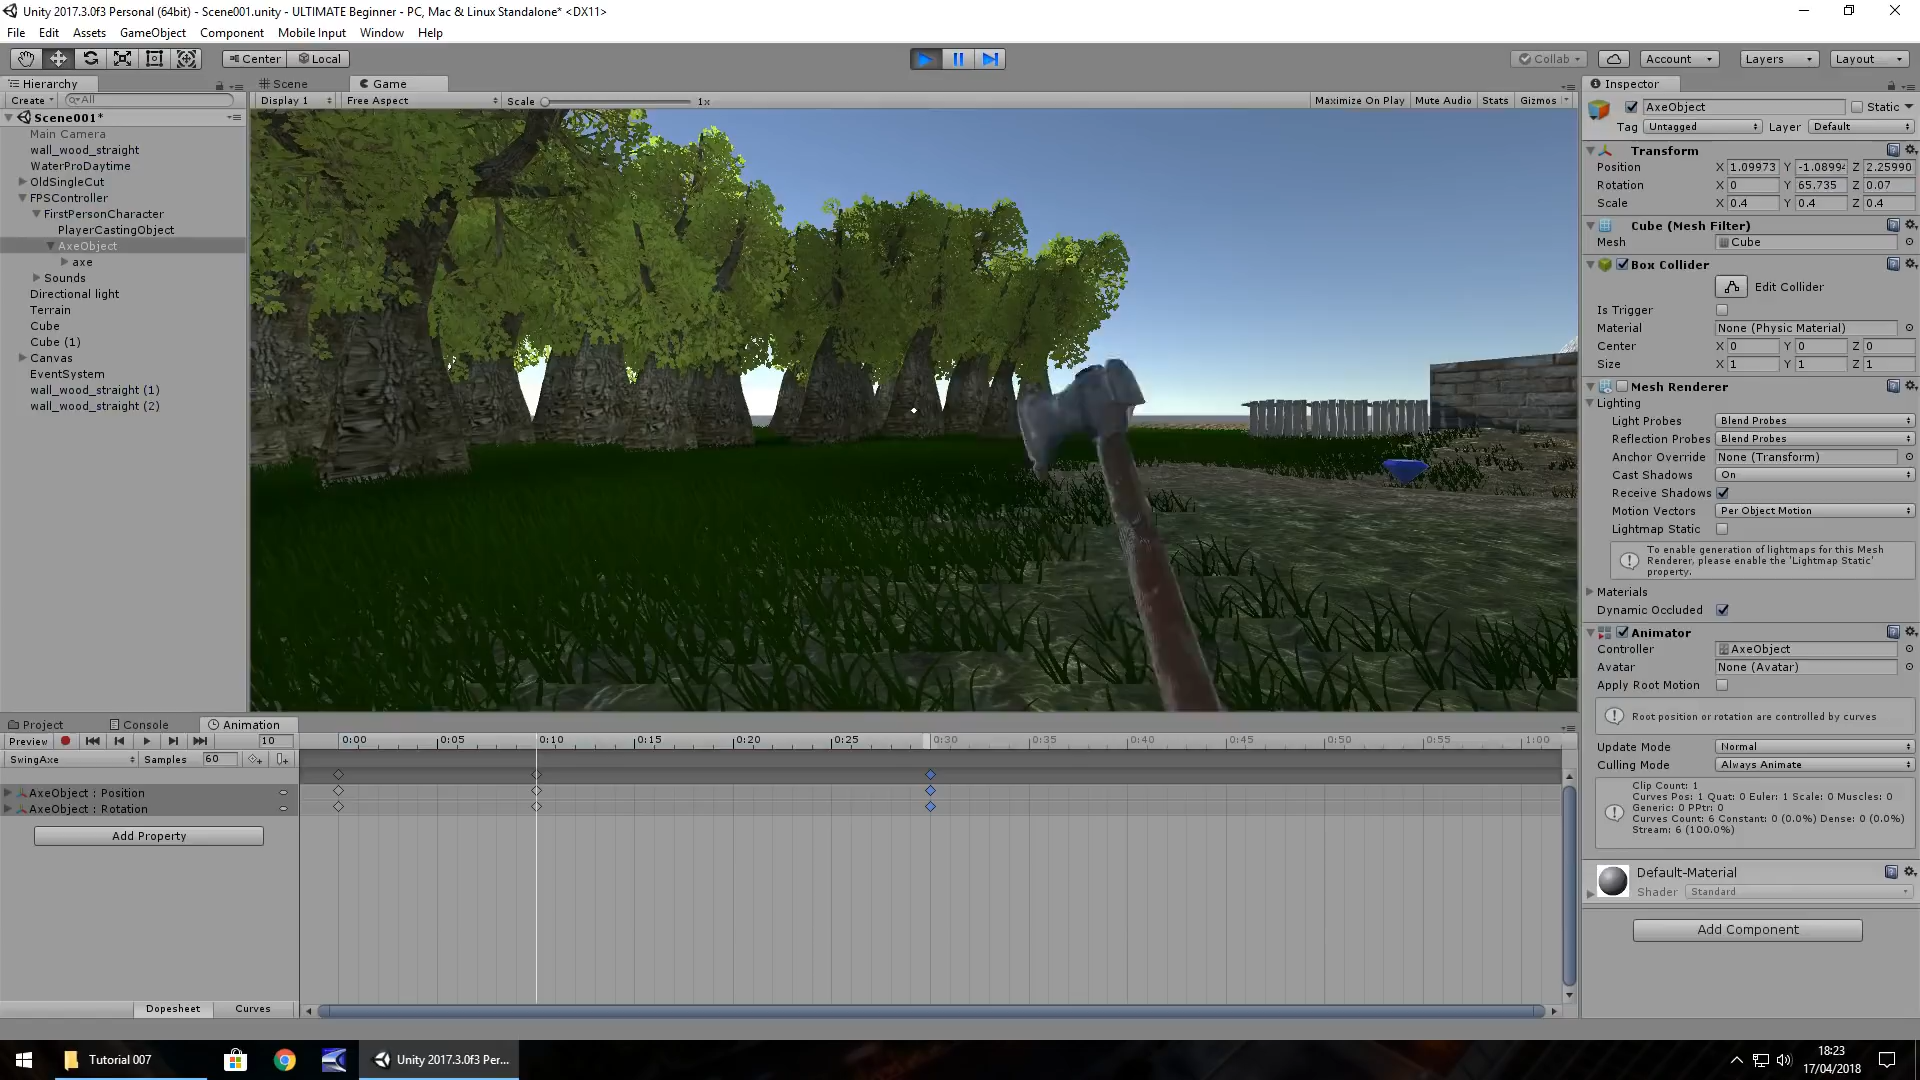 Unity 2017.3.0f3 Personal (64bit) - Scene001.unity - ULTIMATE Beginner - PC, Mac & Linux Standalone* <DX11>
File Edit Assets GameObject Component Mobile Input Window Help
Center Local
Collab Account Layers Layout
Hierarchy
Create All
Scene001*
Main Camera
wall_wood_straight
WaterProDaytime
OldSingleCut
FPSController
FirstPersonCharacter
PlayerCastingObject
AxeObject
axe
Sounds
Directional light
Terrain
Cube
Cube (1)
Canvas
EventSystem
wall_wood_straight (1)
wall_wood_straight (2)
Scene Game
Display 1 Free Aspect Scale 1x Maximize On Play Mute Audio Stats Gizmos
Inspector
AxeObject Static
Tag Untagged Layer Default
Transform
Position X 1.09973 Y -1.08994 Z 2.25990
Rotation X 0 Y 65.735 Z 0.07
Scale X 0.4 Y 0.4 Z 0.4
Cube (Mesh Filter)
Mesh Cube
Box Collider
Edit Collider
Is Trigger
Material None (Physic Material)
Center X 0 Y 0 Z 0
Size X 1 Y 1 Z 1
Mesh Renderer
Lighting
Light Probes Blend Probes
Reflection Probes Blend Probes
Anchor Override None (Transform)
Cast Shadows On
Receive Shadows
Motion Vectors Per Object Motion
Lightmap Static
To enable generation of lightmaps for this Mesh
Renderer, please enable the 'Lightmap Static'
property.
Materials
Dynamic Occluded
Animator
Controller AxeObject
Avatar None (Avatar)
Apply Root Motion
Root position or rotation are controlled by curves
Update Mode Normal
Culling Mode Always Animate
Clip Count: 1
Curves Pos: 1 Quat: 0 Euler: 1 Scale: 0 Muscles: 0
Generic: 0 PPtr: 0
Curves Count: 6 Constant: 0 (0.0%) Dense: 0 (0.0%)
Stream: 6 (100.0%)
Default-Material
Shader Standard
Add Component
Project Console Animation
Preview 10 0:00 0:05 0:10 0:15 0:20 0:25 0:30 0:35 0:40 0:45 0:50 0:55 1:00
SwingAxe Samples 60
AxeObject : Position
AxeObject : Rotation
Add Property
Dopesheet Curves
Tutorial 007
Unity 2017.3.0f3 Per...
18:23
17/04/2018